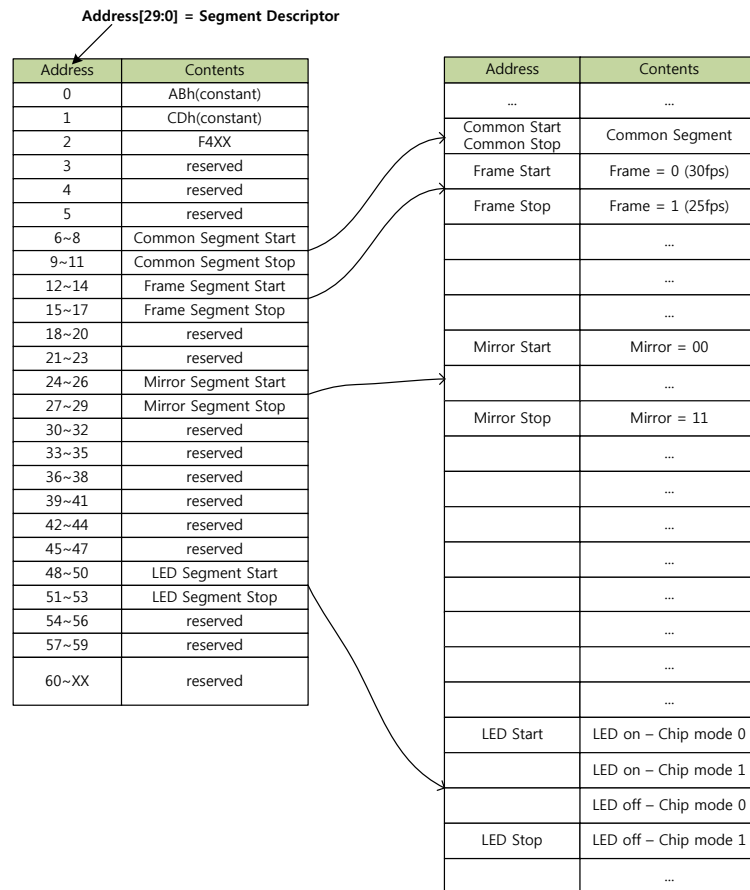 Address[29:0] = Segment Descriptor
Address Contents
0 ABh(constant)
1 CDh(constant)
2 F4XX
3 reserved
4 reserved
5 reserved
6~8 Common Segment Start
9~11 Common Segment Stop
12~14 Frame Segment Start
15~17 Frame Segment Stop
18~20 reserved
21~23 reserved
24~26 Mirror Segment Start
27~29 Mirror Segment Stop
30~32 reserved
33~35 reserved
36~38 reserved
39~41 reserved
42~44 reserved
45~47 reserved
48~50 LED Segment Start
51~53 LED Segment Stop
54~56 reserved
57~59 reserved
60~XX reserved
Address Contents
... ...
Common Start
Common Stop
Common Segment
Frame Start Frame = 0 (30fps)
Frame Stop Frame = 1 (25fps)
...
...
...
Mirror Start Mirror = 00
...
Mirror Stop Mirror = 11
...
...
...
...
...
...
...
...
LED Start LED on – Chip mode 0
LED on – Chip mode 1
LED off – Chip mode 0
LED Stop LED off – Chip mode 1
...